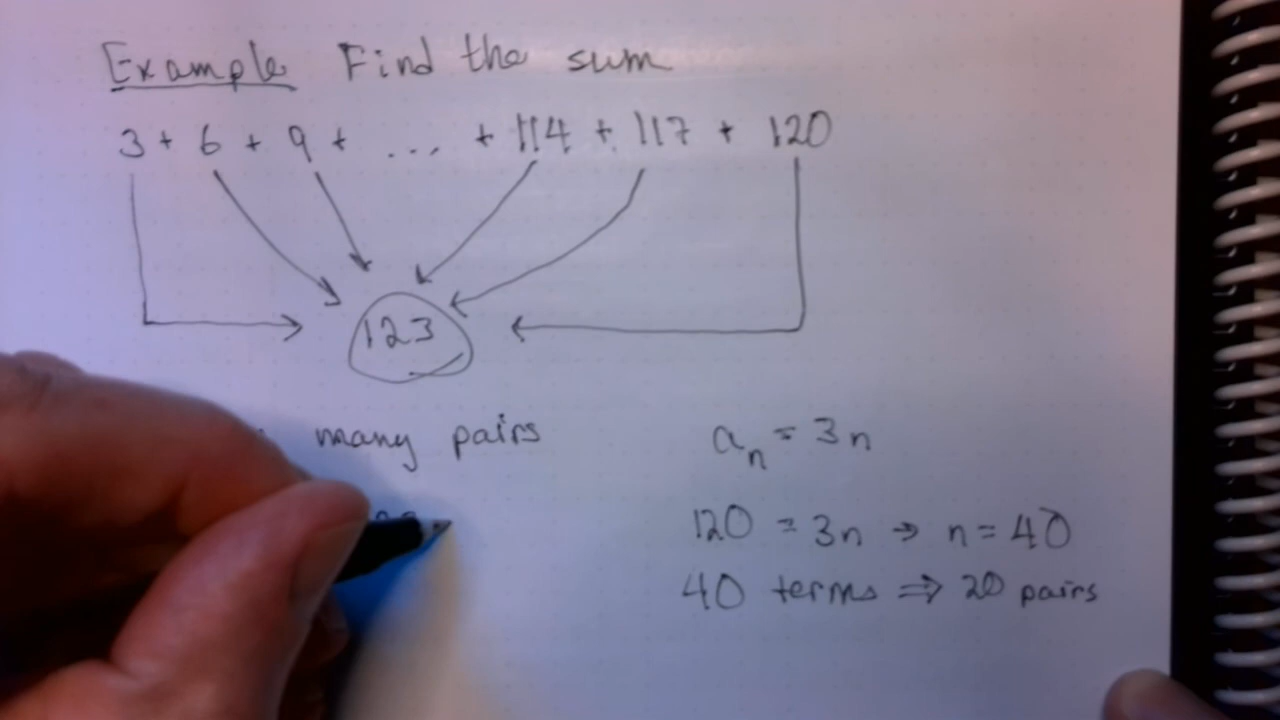 Example Find the sum
3 + 6 + 9 + ... + 114 + 117 + 120
123
many pairs
aₙ = 3n
120 = 3n → n = 40
40 terms ⇒ 20 pairs